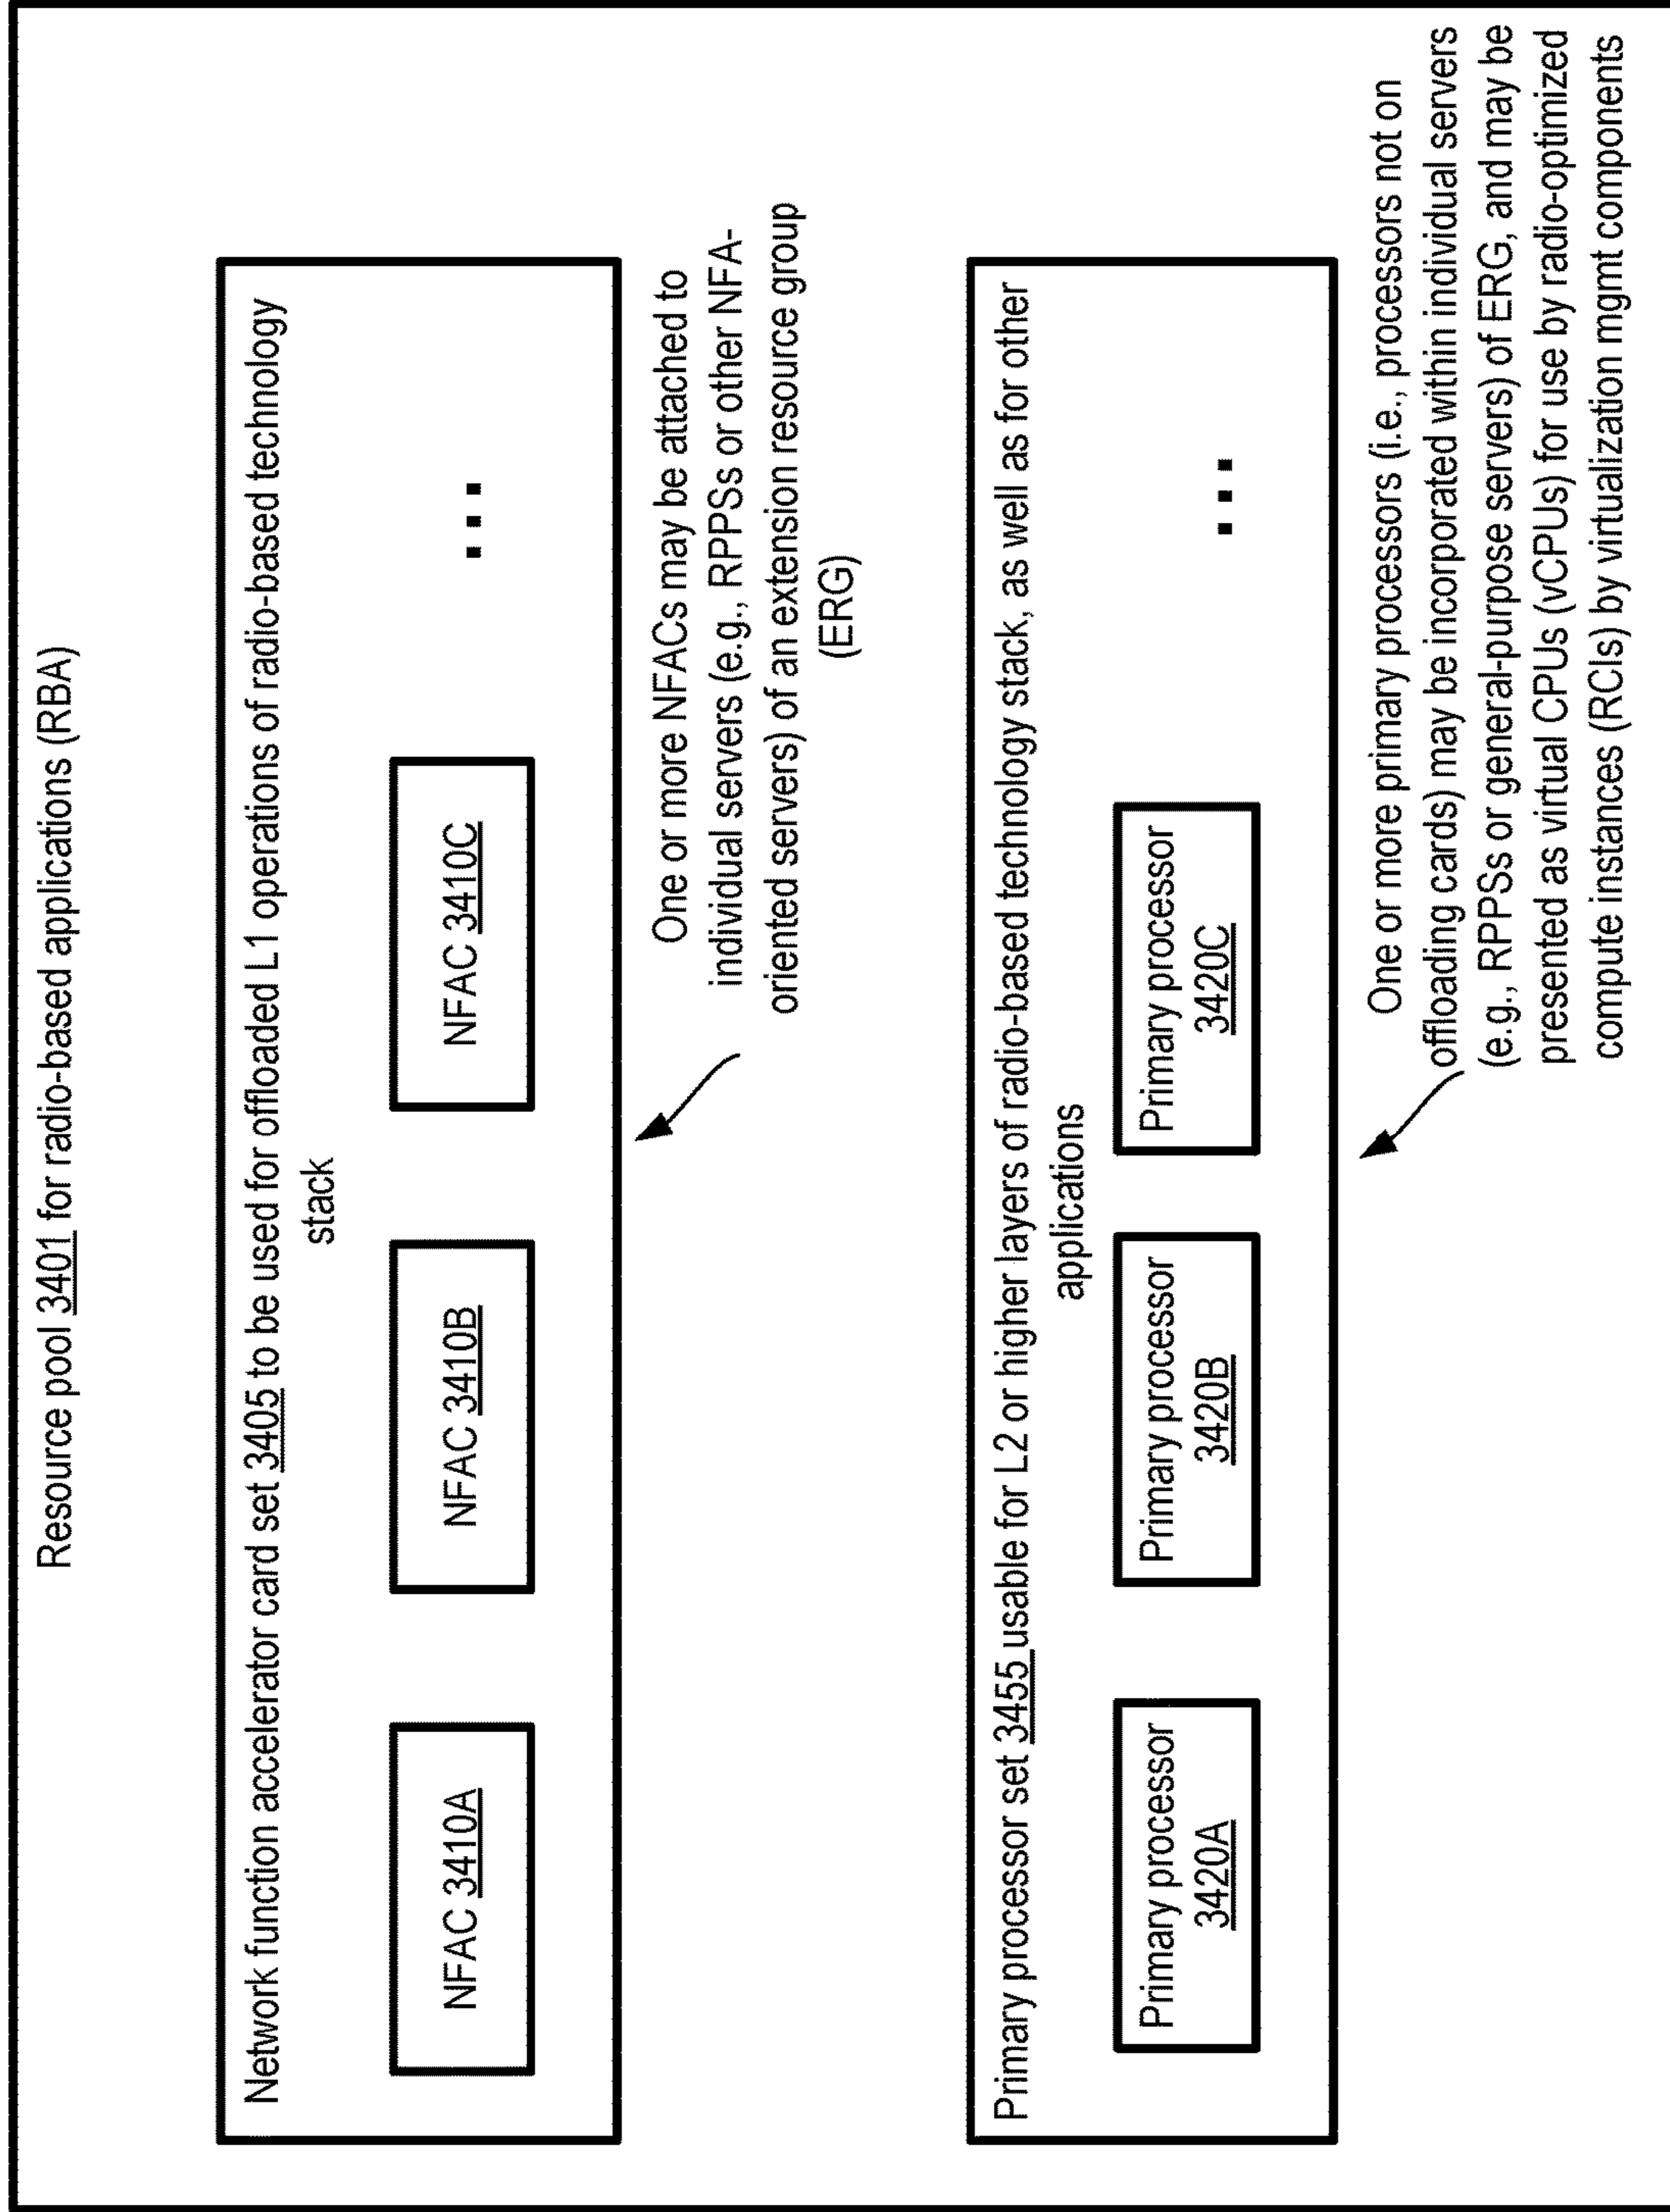 Resource pool 3401 for radio-based applications (RBA)
Network function accelerator card set 3405 to be used for offloaded L1 operations of radio-based technology
stack
NFAC 3410A
NFAC 3410B
NFAC 3410C
...
One or more NFACs may be attached to
individual servers (e.g., RPPSs or other NFA-
oriented servers) of an extension resource group
(ERG)
Primary processor set 3455 usable for L2 or higher layers of radio-based technology stack, as well as for other
applications
Primary processor
3420A
Primary processor
3420B
Primary processor
3420C
...
One or more primary processors (i.e., processors not on
offloading cards) may be incorporated within individual servers
(e.g., RPPSs or general-purpose servers) of ERG, and may be
presented as virtual CPUs (vCPUs) for use by radio-optimized
compute instances (RCIs) by virtualization mgmt components